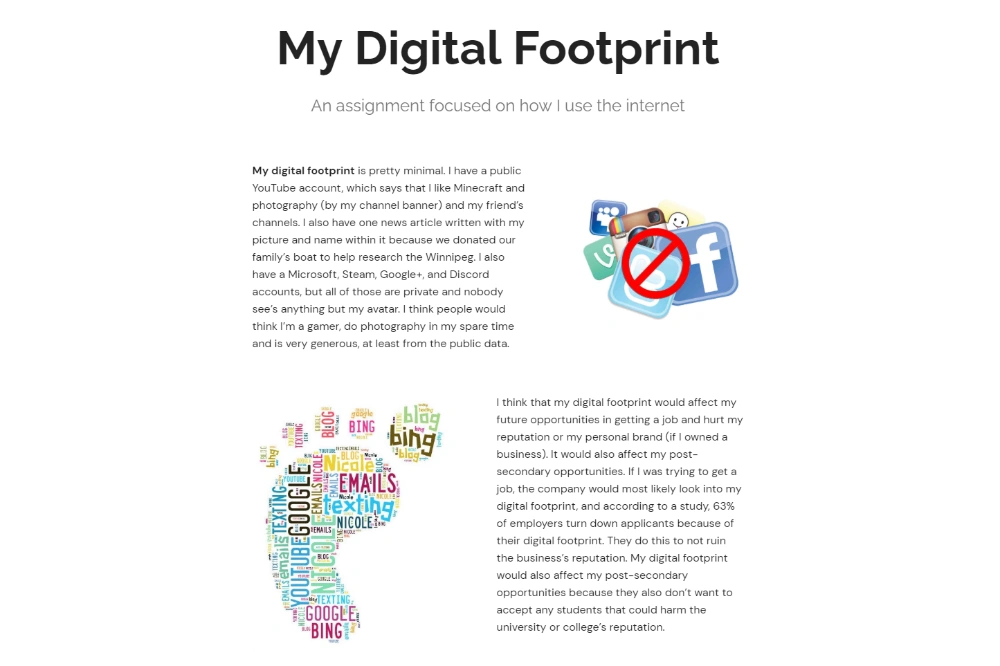 My Digital Footprint
An assignment focused on how I use the internet
My digital footprint is pretty minimal. I have a public
YouTube account, which says that I like Minecraft and
photography (by my channel banner) and my friend's
channels. I also have one news article written with my
picture and name within it because we donated our
family's boat to help research the Winnipeg. I also
have a Microsoft, Steam, Google+, and Discord
accounts, but all of those are private and nobody
see's anything but my avatar. I think people would
think I'm a gamer, do photography in my spare time
and is very generous, at least from the public data.
f
I think that my digital footprint would affect my
future opportunities in getting a job and hurt my
reputation or my personal brand (if I owned a
business). It would also affect my post-
secondary opportunities. If I was trying to get a
job, the company would most likely look into my
digital footprint, and according to a study, 63%
of employers turn down applicants because of
their digital footprint. They do this to not ruin
the business's reputation. My digital footprint
would also affect my post-secondary
opportunities because they also don't want to
accept any students that could harm the
university or college's reputation.
google
BLOG
BING
blog
bing
blog
TEXTING
Nicole
EMAILS
texting
NICOLE
GOOGLE
EMAILS
NICOLE
TEXTING
emails
YOUTUBE
NICOLE
EMAILS
BLOG
TEXTING
GOOGLE
BING